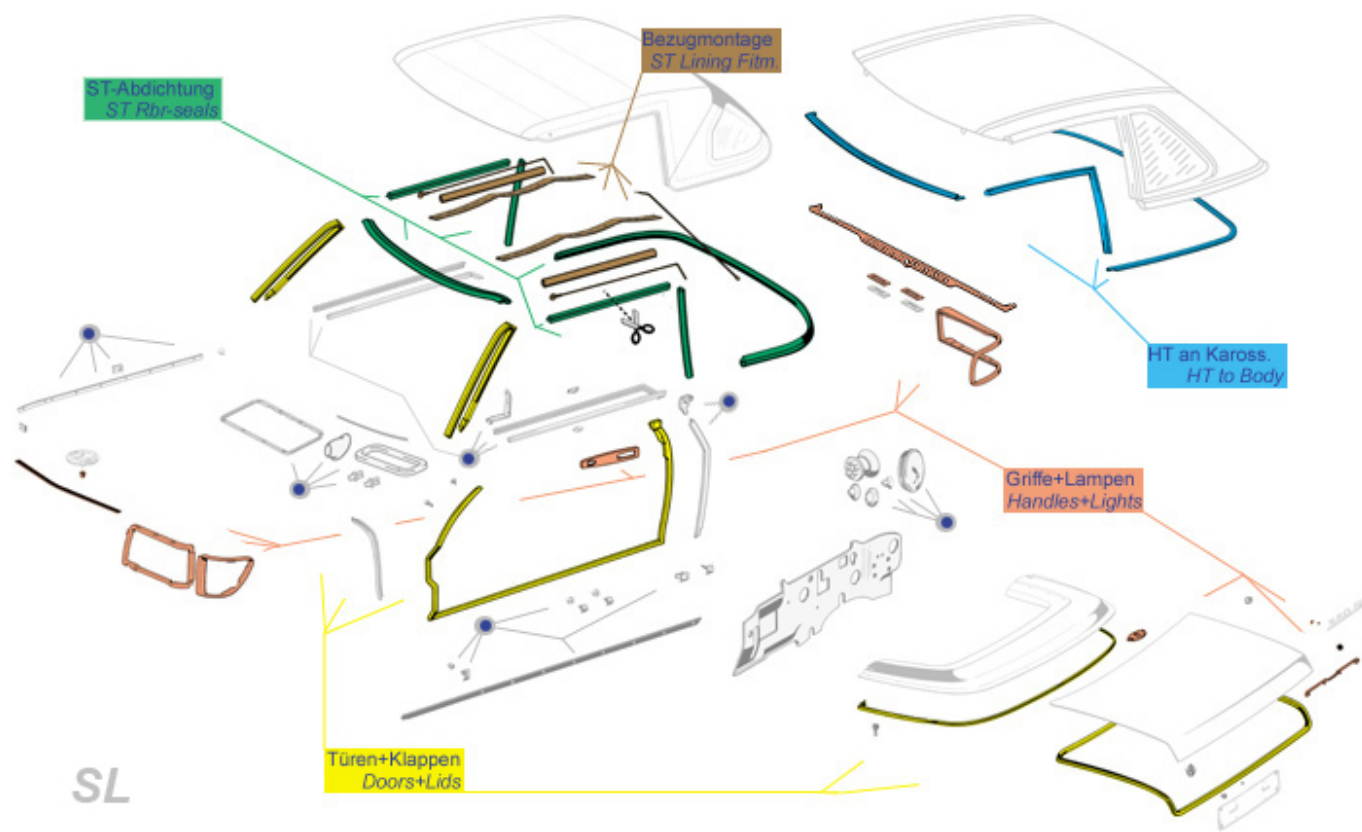 Bezugmontage
ST Lining Fitm.
ST-Abdichtung
ST Rbr-seals
HT an Kaross.
HT to Body
Griffe+Lampen
Handles+Lights
Türen+Klappen
Doors+Lids
SL